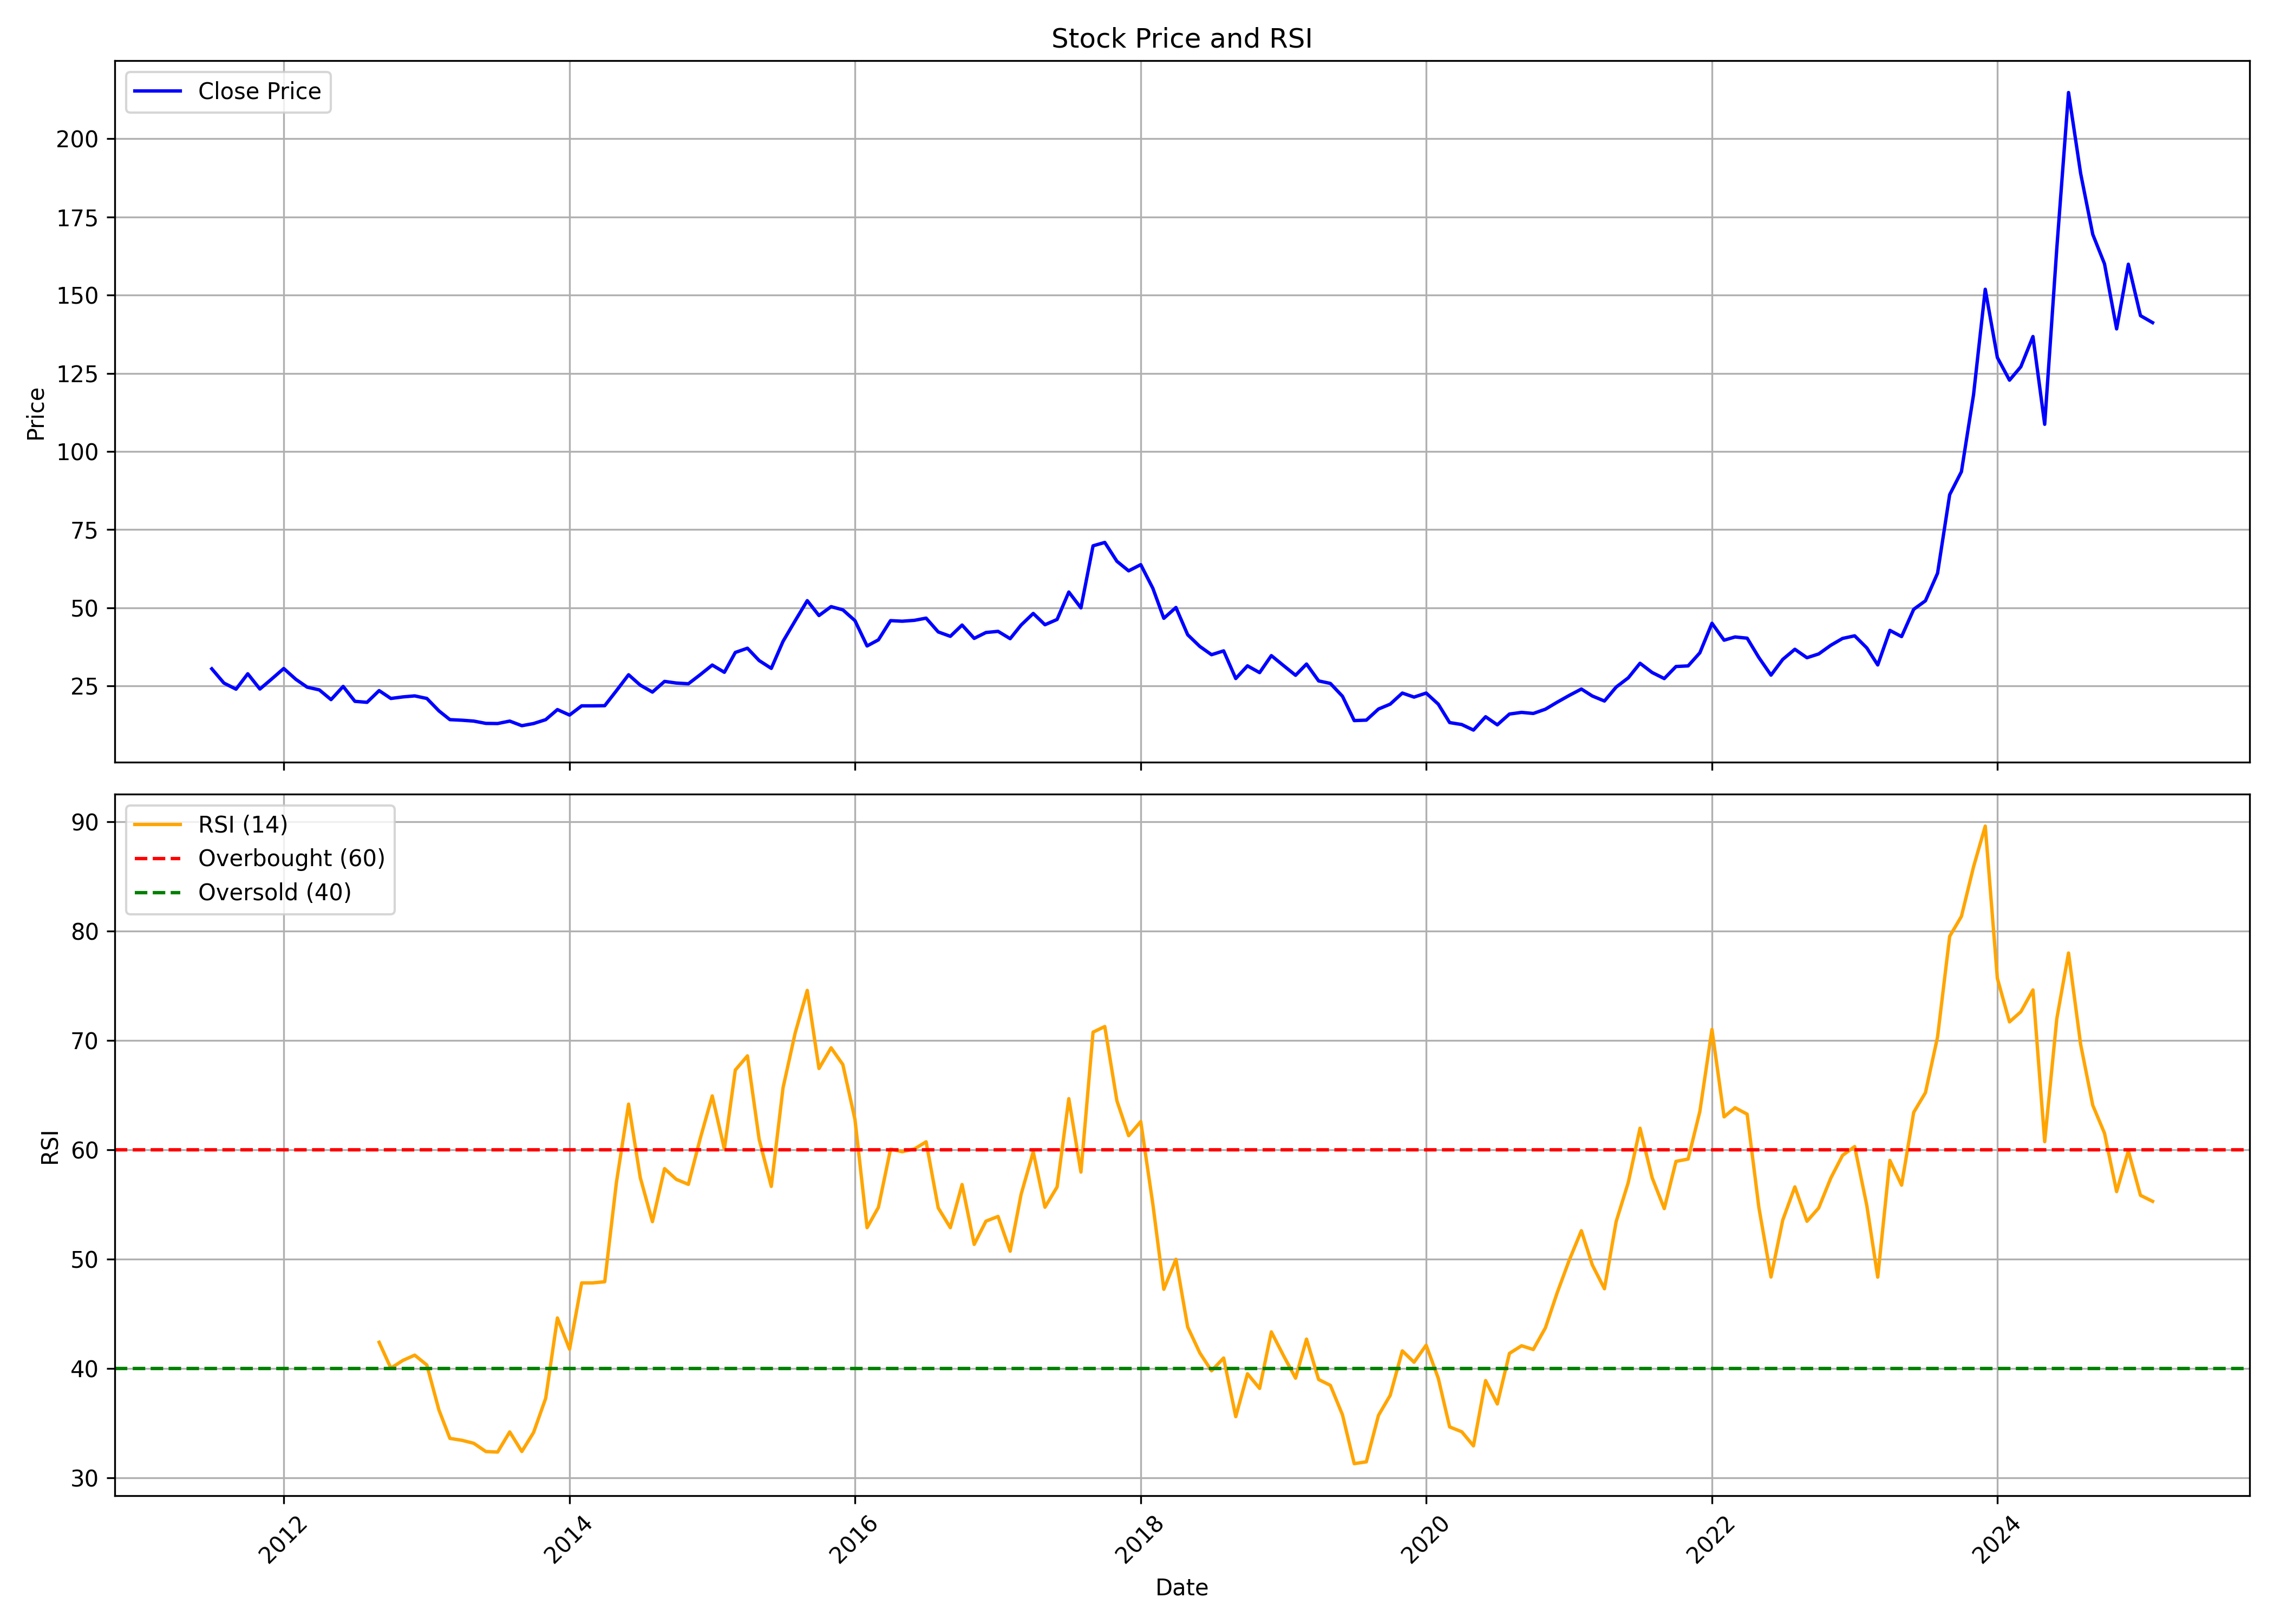 Stock Price and RSI
Close Price
200
175
150
125
100
75
50
25
Price
RSI (14)
Overbought (60)
Oversold (40)
90
80
70
60
50
40
30
RSI
2012
2014
2016
2018
2020
2022
2024
Date